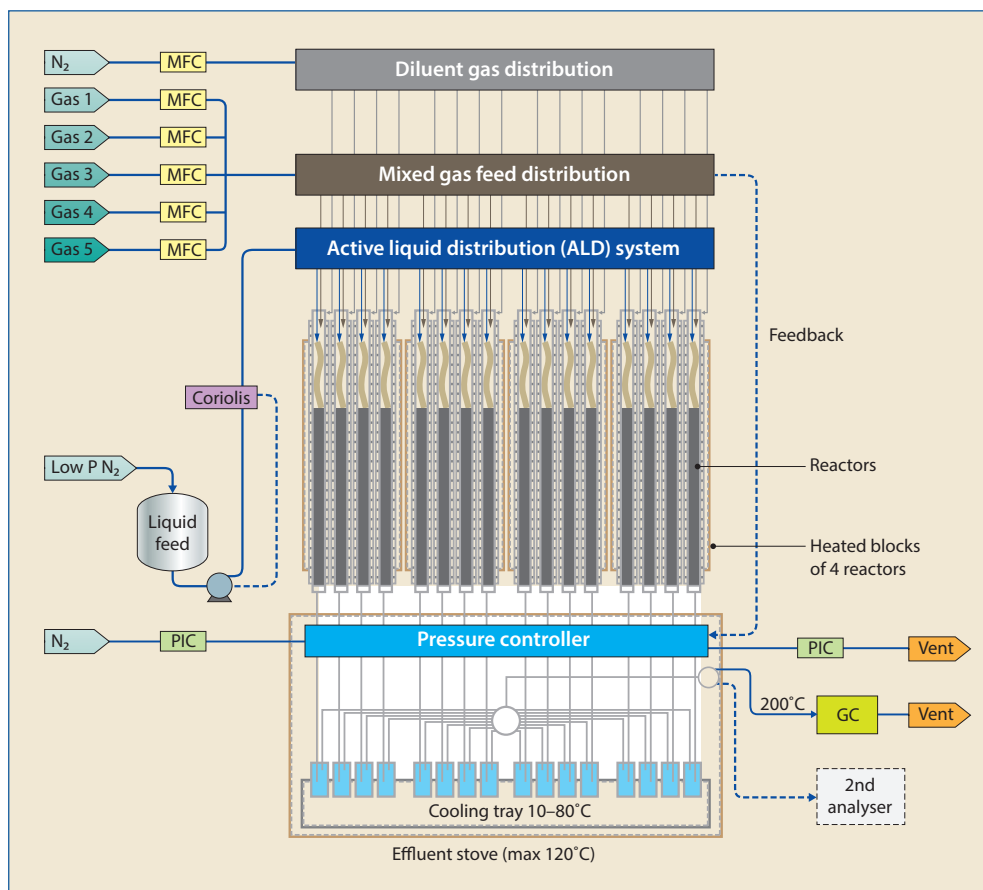 N₂
MFC
Diluent gas distribution
Gas 1
MFC
Gas 2
MFC
Gas 3
MFC
Mixed gas feed distribution
Gas 4
MFC
Gas 5
MFC
Active liquid distribution (ALD) system
Feedback
Coriolis
Low P N₂
Liquid
feed
Reactors
Heated blocks
of 4 reactors
N₂
PIC
Pressure controller
PIC
Vent
200˚C
GC
Vent
2nd
analyser
Cooling tray 10–80˚C
Effluent stove (max 120˚C)